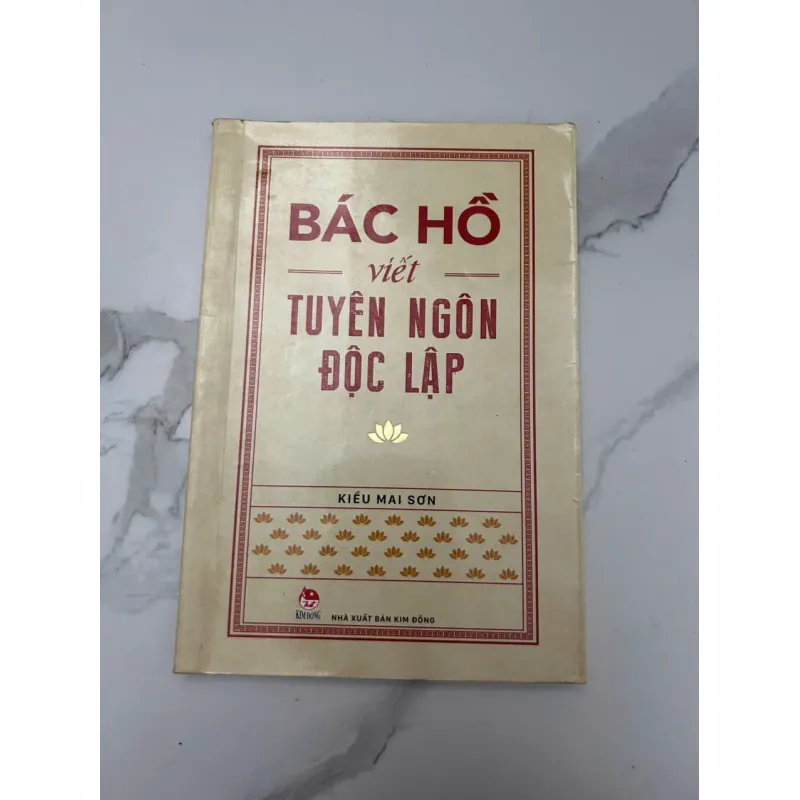 BÁC HỒ
viết
TUYÊN NGÔN
ĐỘC LẬP
KIỀU MAI SƠN
KIM ĐỒNG
NHÀ XUẤT BẢN KIM ĐỒNG